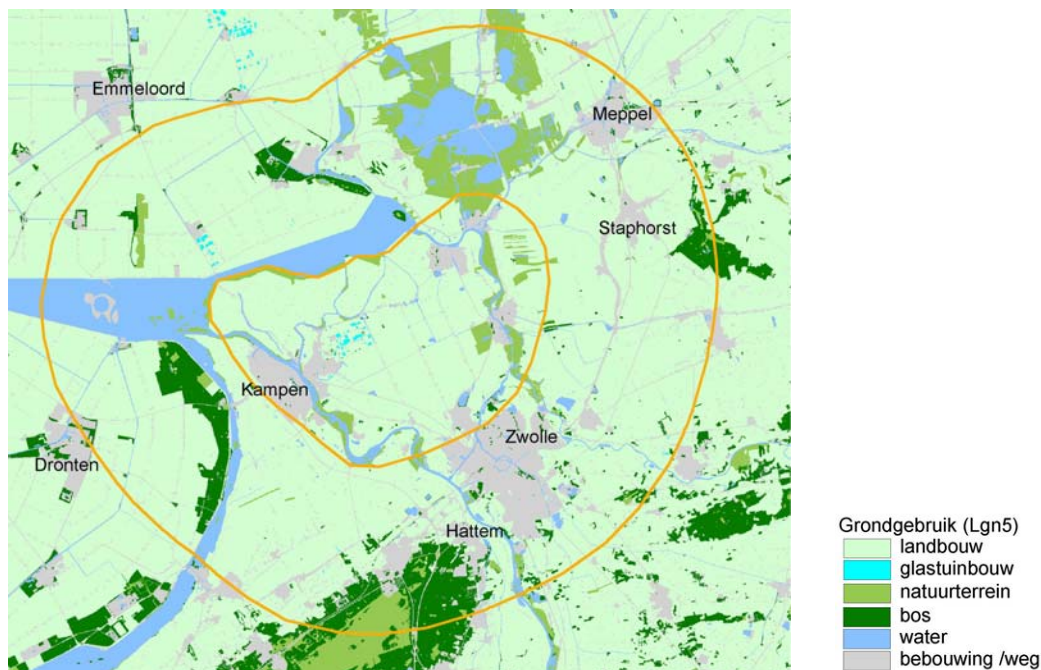 Emmeloord
Meppel
Staphorst
Kampen
Zwolle
Dronten
Hattem
Grondgebruik (Lgn5)
landbouw
glastuinbouw
natuurterrein
bos
water
bebouwing /weg